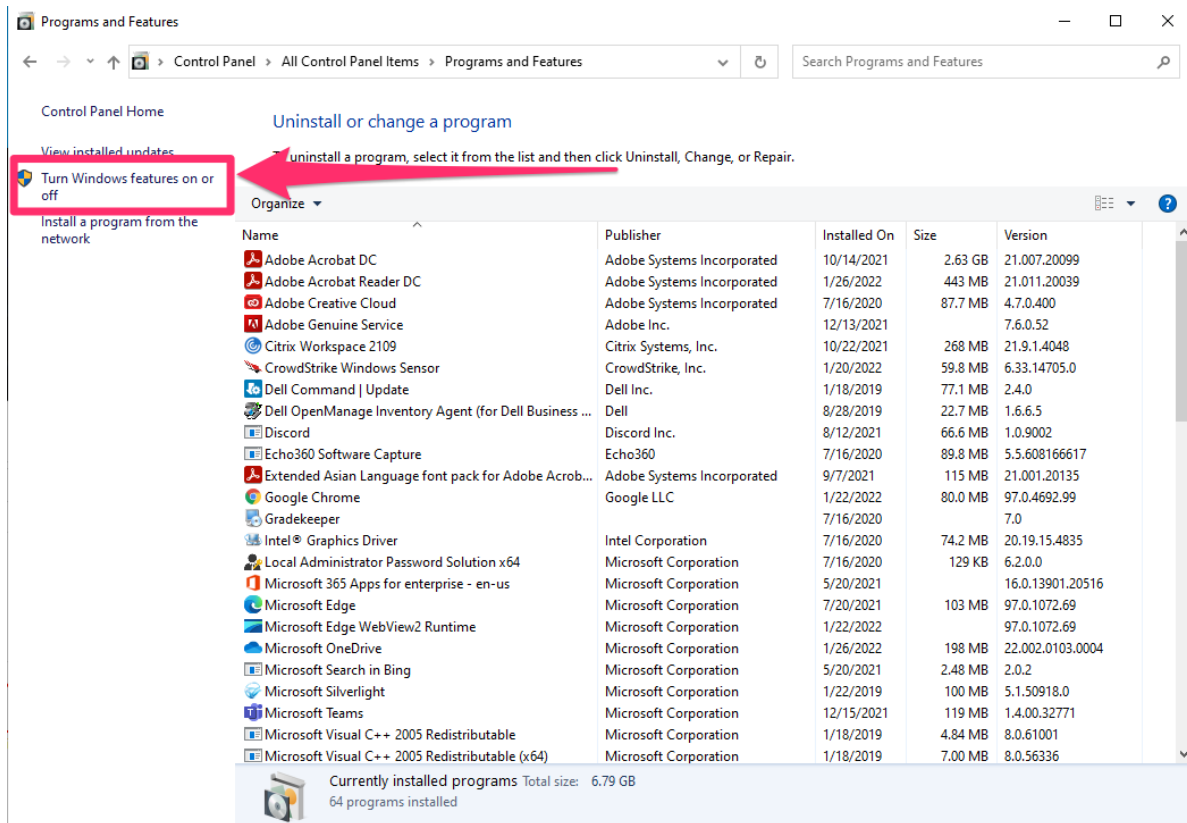 Programs and Features
Control Panel > All Control Panel Items > Programs and Features
Search Programs and Features
Control Panel Home
View installed updates
Turn Windows features on or
off
Install a program from the
network
Uninstall or change a program
To uninstall a program, select it from the list and then click Uninstall, Change, or Repair.
Organize
Name Publisher Installed On Size Version
Adobe Acrobat DC Adobe Systems Incorporated 10/14/2021 2.63 GB 21.007.20099
Adobe Acrobat Reader DC Adobe Systems Incorporated 1/26/2022 443 MB 21.011.20039
Adobe Creative Cloud Adobe Systems Incorporated 7/16/2020 87.7 MB 4.7.0.400
Adobe Genuine Service Adobe Inc. 12/13/2021 7.6.0.52
Citrix Workspace 2109 Citrix Systems, Inc. 10/22/2021 268 MB 21.9.1.4048
CrowdStrike Windows Sensor CrowdStrike, Inc. 1/20/2022 59.8 MB 6.33.14705.0
Dell Command | Update Dell Inc. 1/18/2019 77.1 MB 2.4.0
Dell OpenManage Inventory Agent (for Dell Business ... Dell 8/28/2019 22.7 MB 1.6.6.5
Discord Discord Inc. 8/12/2021 66.6 MB 1.0.9002
Echo360 Software Capture Echo360 7/16/2020 89.8 MB 5.5.608166617
Extended Asian Language font pack for Adobe Acrob... Adobe Systems Incorporated 9/7/2021 115 MB 21.001.20135
Google Chrome Google LLC 1/22/2022 80.0 MB 97.0.4692.99
Gradekeeper 7/16/2020 7.0
Intel® Graphics Driver Intel Corporation 7/16/2020 74.2 MB 20.19.15.4835
Local Administrator Password Solution x64 Microsoft Corporation 7/16/2020 129 KB 6.2.0.0
Microsoft 365 Apps for enterprise - en-us Microsoft Corporation 5/20/2021 16.0.13901.20516
Microsoft Edge Microsoft Corporation 7/20/2021 103 MB 97.0.1072.69
Microsoft Edge WebView2 Runtime Microsoft Corporation 1/22/2022 97.0.1072.69
Microsoft OneDrive Microsoft Corporation 1/26/2022 198 MB 22.002.0103.0004
Microsoft Search in Bing Microsoft Corporation 5/20/2021 2.48 MB 2.0.2
Microsoft Silverlight Microsoft Corporation 1/22/2019 100 MB 5.1.50918.0
Microsoft Teams Microsoft Corporation 12/15/2021 119 MB 1.4.00.32771
Microsoft Visual C++ 2005 Redistributable Microsoft Corporation 1/18/2019 4.84 MB 8.0.61001
Microsoft Visual C++ 2005 Redistributable (x64) Microsoft Corporation 1/18/2019 7.00 MB 8.0.56336
Currently installed programs Total size: 6.79 GB
64 programs installed